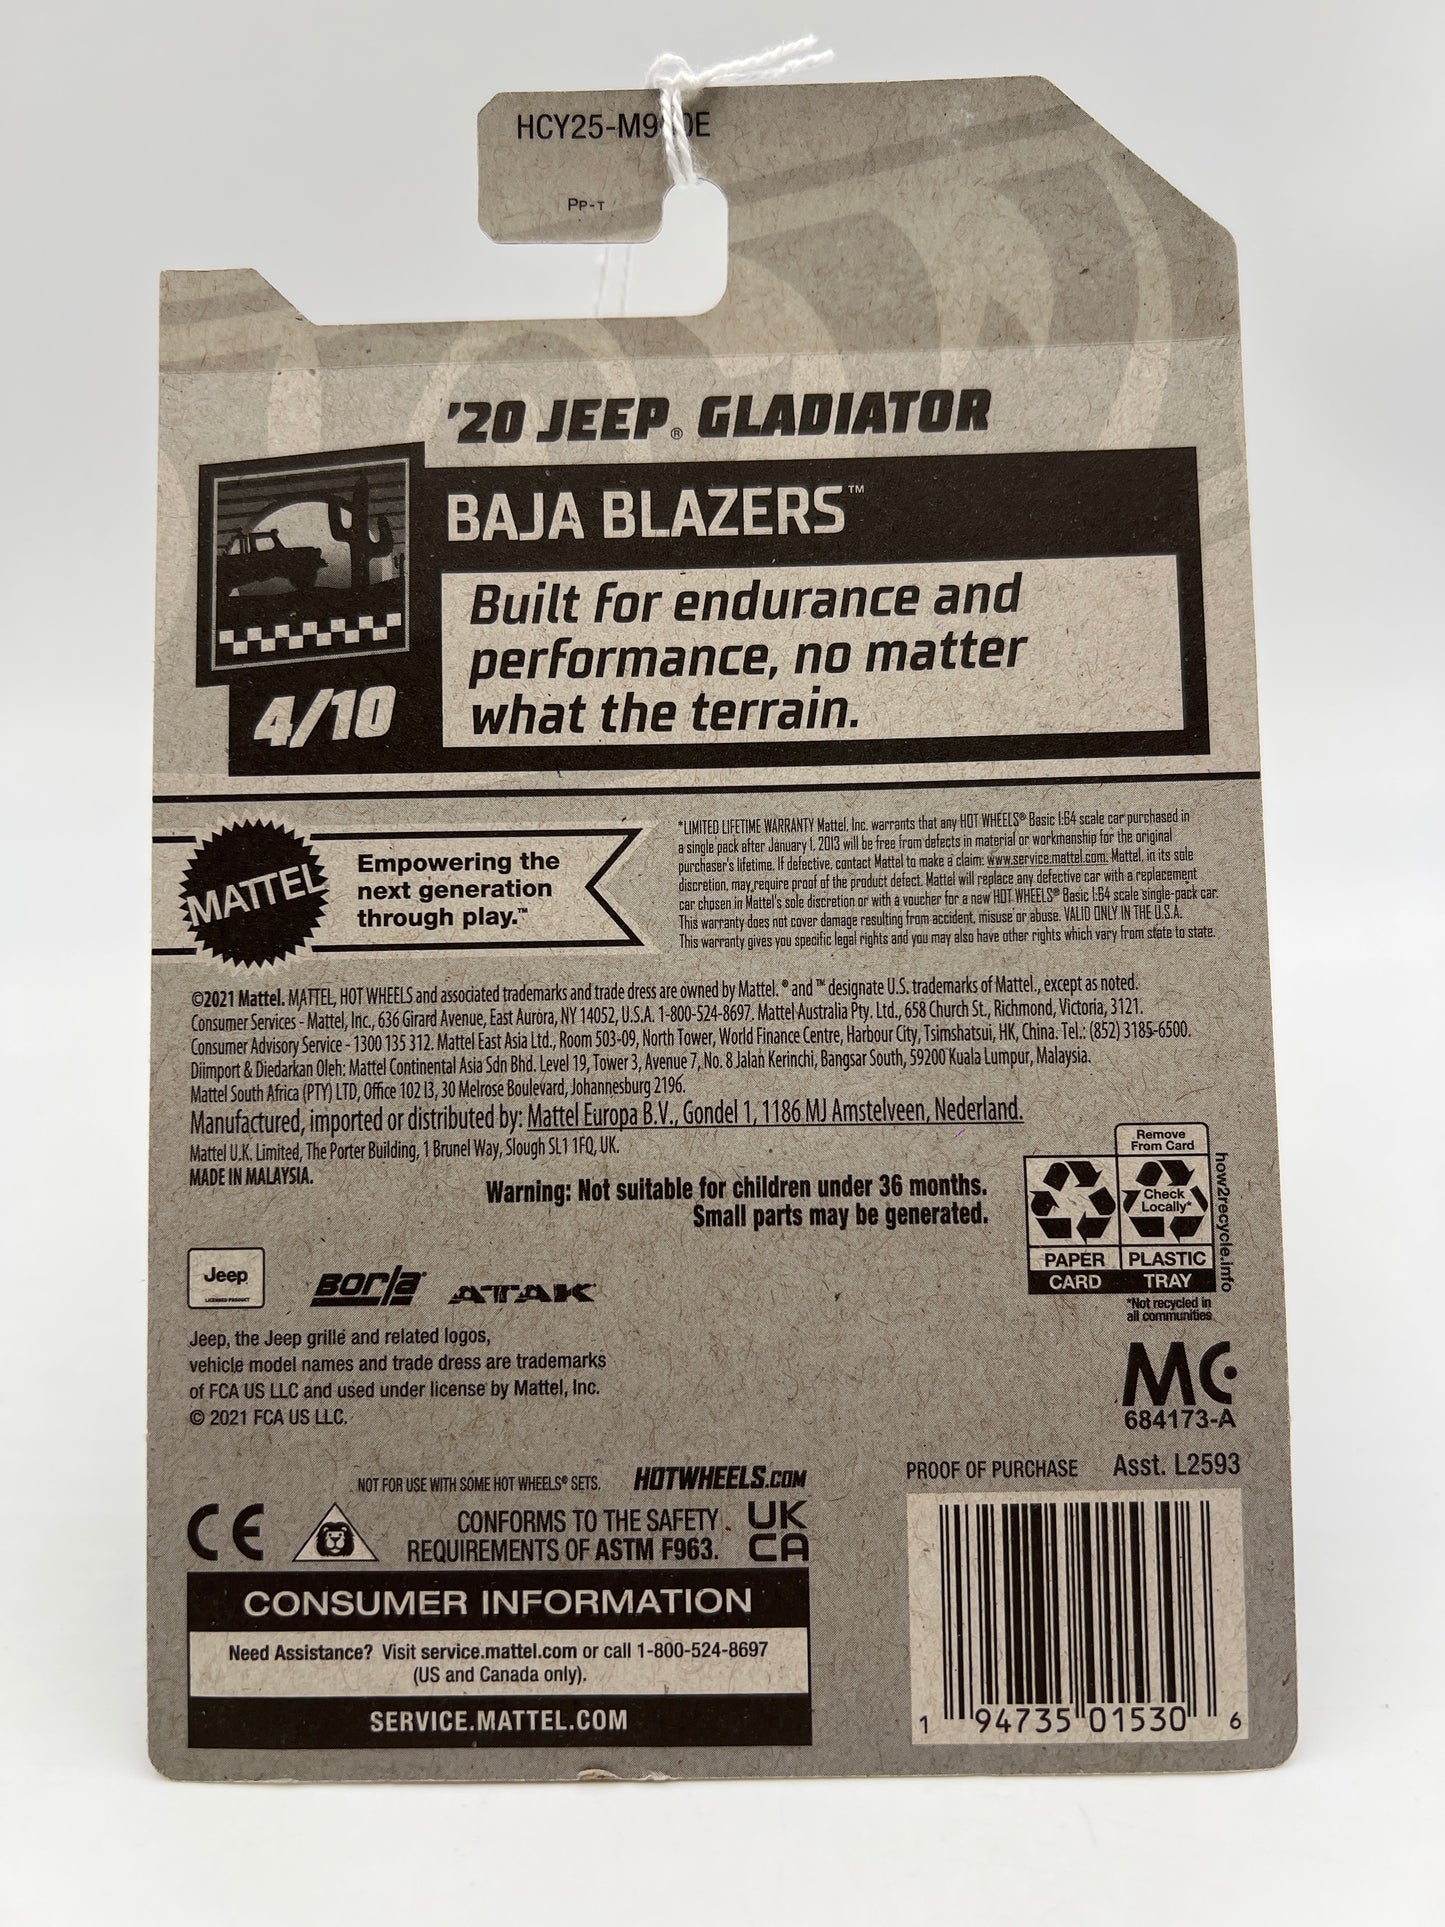 Pp-T
'20 JEEP® GLADIATOR
BAJA BLAZERS™
Built for endurance and
performance, no matter
what the terrain.
4/10
MATTEL
Empowering the
next generation
through play.™
*LIMITED LIFETIME WARRANTY Mattel, Inc. warrants that any HOT WHEELS® Basic 1:64 scale car purchased in
a single pack after January 1, 2013 will be free from defects in material or workmanship for the original
purchaser's lifetime. If defective, contact Mattel to make a claim: www.service.mattel.com. Mattel, in its sole
discretion, may require proof of the product defect. Mattel will replace any defective car with a replacement
car chosen in Mattel's sole discretion or with a voucher for a new HOT WHEELS® Basic 1:64 scale single-pack car.
This warranty does not cover damage resulting from accident, misuse or abuse. VALID ONLY IN THE U.S.A.
This warranty gives you specific legal rights and you may also have other rights which vary from state to state.
©2021 Mattel. MATTEL, HOT WHEELS and associated trademarks and trade dress are owned by Mattel. ® and ™ designate U.S. trademarks of Mattel., except as noted.
Consumer Services - Mattel, Inc., 636 Girard Avenue, East Aurora, NY 14052, U.S.A. 1-800-524-8697. Mattel Australia Pty. Ltd., 658 Church St., Richmond, Victoria, 3121.
Consumer Advisory Service - 1300 135 312. Mattel East Asia Ltd., Room 503-09, North Tower, World Finance Centre, Harbour City, Tsimshatsui, HK, China. Tel.: (852) 3185-6500.
Diimport & Diedarkan Oleh: Mattel Continental Asia Sdn Bhd. Level 19, Tower 3, Avenue 7, No. 8 Jalan Kerinchi, Bangsar South, 59200 Kuala Lumpur, Malaysia.
Mattel South Africa (PTY) LTD, Office 102 I3, 30 Melrose Boulevard, Johannesburg 2196.
Manufactured, imported or distributed by: Mattel Europa B.V., Gondel 1, 1186 MJ Amstelveen, Nederland.
Mattel U.K. Limited, The Porter Building, 1 Brunel Way, Slough SL1 1FQ, UK.
MADE IN MALAYSIA.
Warning: Not suitable for children under 36 months.
Small parts may be generated.
Remove
From Card
Check
Locally*
PAPER
PLASTIC
CARD
TRAY
how2recycle.info
*Not recycled in
all communities
Jeep
LICENSED PRODUCT
BORLA®
ATAK
Jeep, the Jeep grille and related logos,
vehicle model names and trade dress are trademarks
of FCA US LLC and used under license by Mattel, Inc.
© 2021 FCA US LLC.
MC
684173-A
NOT FOR USE WITH SOME HOT WHEELS® SETS.
HOTWHEELS.COM
PROOF OF PURCHASE
Asst. L2593
CE
CONFORMS TO THE SAFETY
REQUIREMENTS OF ASTM F963.
UK
CA
CONSUMER INFORMATION
Need Assistance? Visit service.mattel.com or call 1-800-524-8697
(US and Canada only).
SERVICE.MATTEL.COM
1 94735 01530 6